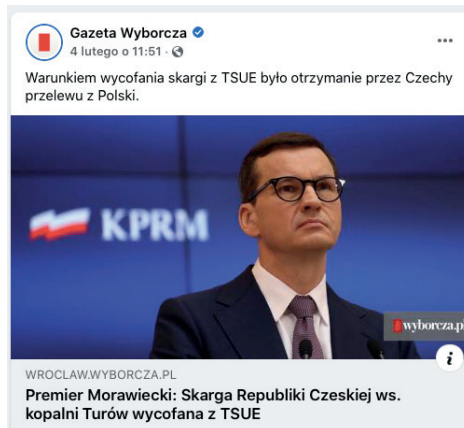 Gazeta Wyborcza
4 lutego o 11:51 ·
Warunkiem wycofania skargi z TSUE było otrzymanie przez Czechy
przelewu z Polski.
KPRM
wyborcza.pl
WROCLAW.WYBORCZA.PL
Premier Morawiecki: Skarga Republiki Czeskiej ws.
kopalni Turów wycofana z TSUE